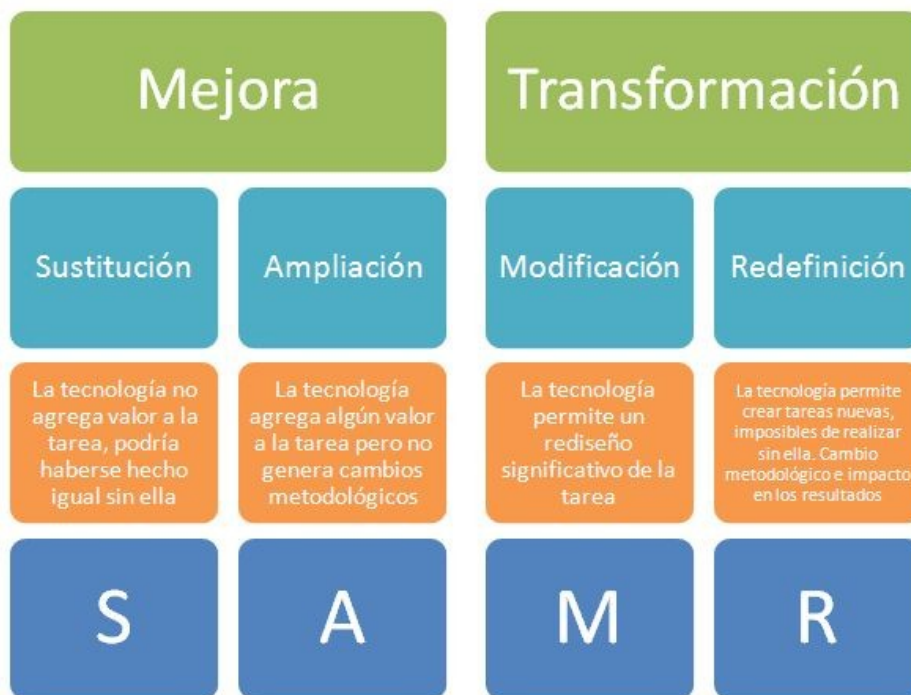 Mejora
Transformación
Sustitución
Ampliación
Modificación
Redefinición
La tecnología no
agrega valor a la
tarea, podría
haberse hecho
igual sin ella
La tecnología
agrega algún valor
a la tarea pero no
genera cambios
metodológicos
La tecnología
permite un
rediseño
significativo de la
tarea
La tecnología permite
crear tareas nuevas,
imposibles de realizar
sin ella. Cambio
metodológico e impacto
en los resultados
S
A
M
R